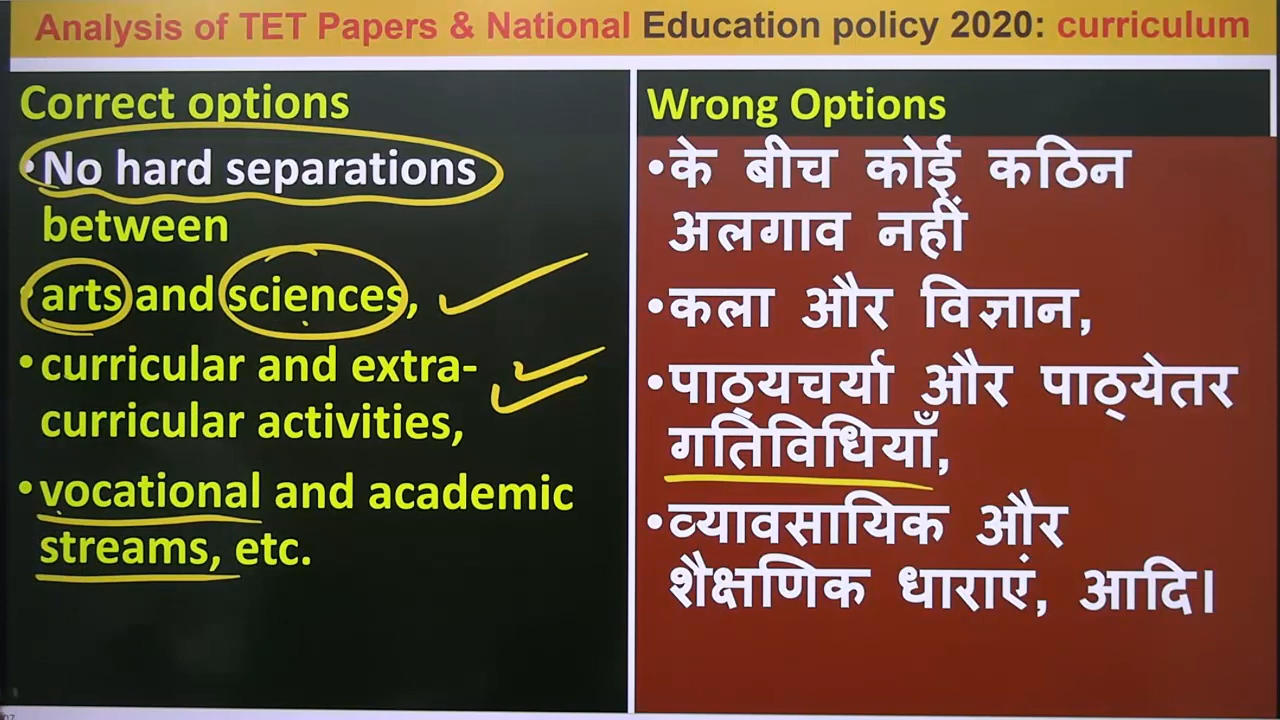 Analysis of TET Papers & National Education policy 2020: curriculum
Correct options
•No hard separations
between
•arts and sciences,
•curricular and extra-
curricular activities,
•vocational and academic
streams, etc.
Wrong Options
•के बीच कोई कठिन
अलगाव नहीं
•कला और विज्ञान,
•पाठ्यचर्या और पाठ्येतर
गतिविधियाँ,
•व्यावसायिक और
शैक्षणिक धाराएं, आदि।